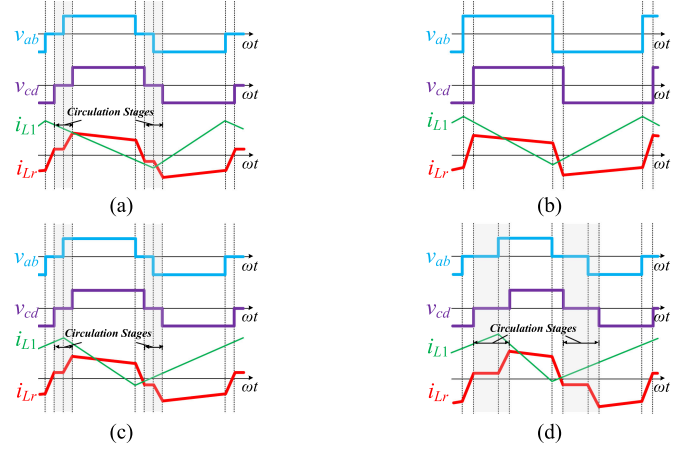 v_ab
ωt
v_cd
ωt
Circulation Stages
i_L1
ωt
i_Lr
(a)
v_ab
ωt
v_cd
ωt
i_L1
ωt
i_Lr
(b)
v_ab
ωt
v_cd
ωt
Circulation Stages
i_L1
ωt
i_Lr
(c)
v_ab
ωt
v_cd
ωt
Circulation Stages
i_L1
ωt
i_Lr
(d)